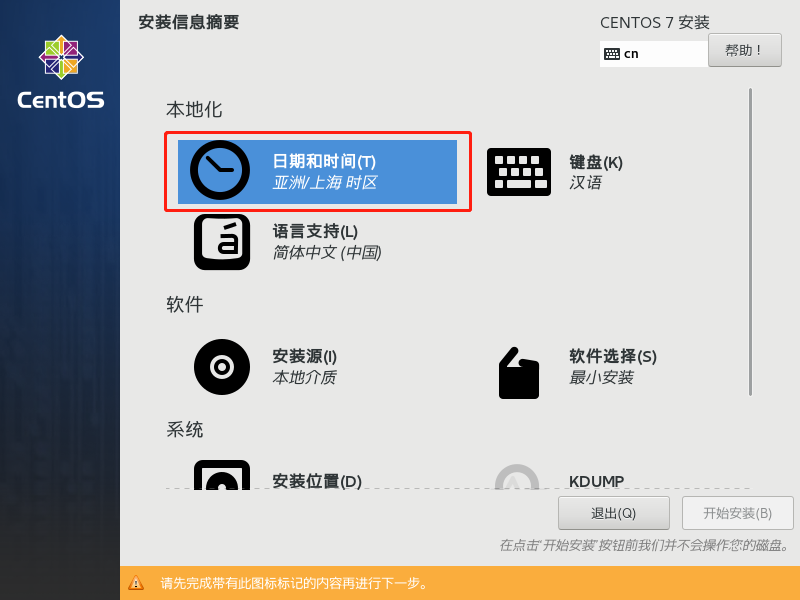 安装信息摘要
CENTOS 7 安装
cn
帮助！
CentOS
本地化
日期和时间(T)
亚洲/上海 时区
键盘(K)
汉语
语言支持(L)
简体中文 (中国)
软件
安装源(I)
本地介质
软件选择(S)
最小安装
系统
安装位置(D)
KDUMP
退出(Q)
开始安装(B)
在点击'开始安装'按钮前我们并不会操作您的磁盘。
请先完成带有此图标标记的内容再进行下一步。